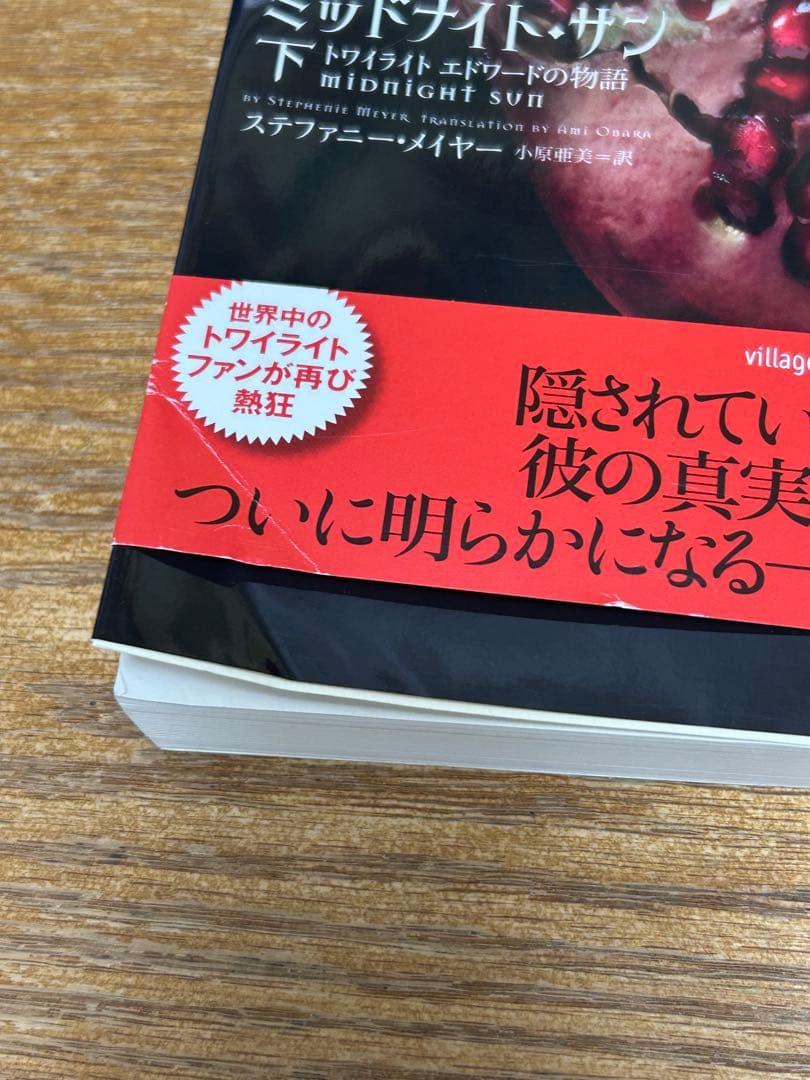 ミッドナイト・サン
下 トワイライト エドワードの物語
MIDNIGHT SUN
BY STEPHENIE MEYER TRANSLATION BY AMI OBARA
ステファニー・メイヤー 小原亜美=訳
世界中の
トワイライト
ファンが再び
熱狂
village
隠されてい
彼の真実
ついに明らかになる—